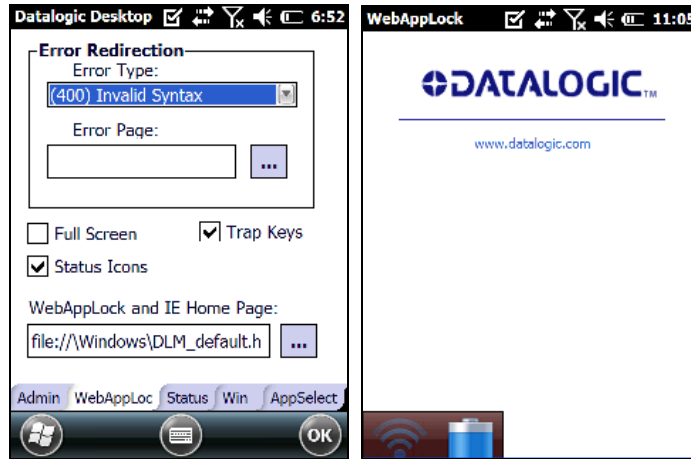 Datalogic Desktop 6:52
Error Redirection
Error Type:
(400) Invalid Syntax
Error Page:
...
Full Screen
Trap Keys
Status Icons
WebAppLock and IE Home Page:
file://\Windows\DLM_default.h
...
Admin WebAppLoc Status Win AppSelect
OK
WebAppLock 11:05
DATALOGIC™
www.datalogic.com